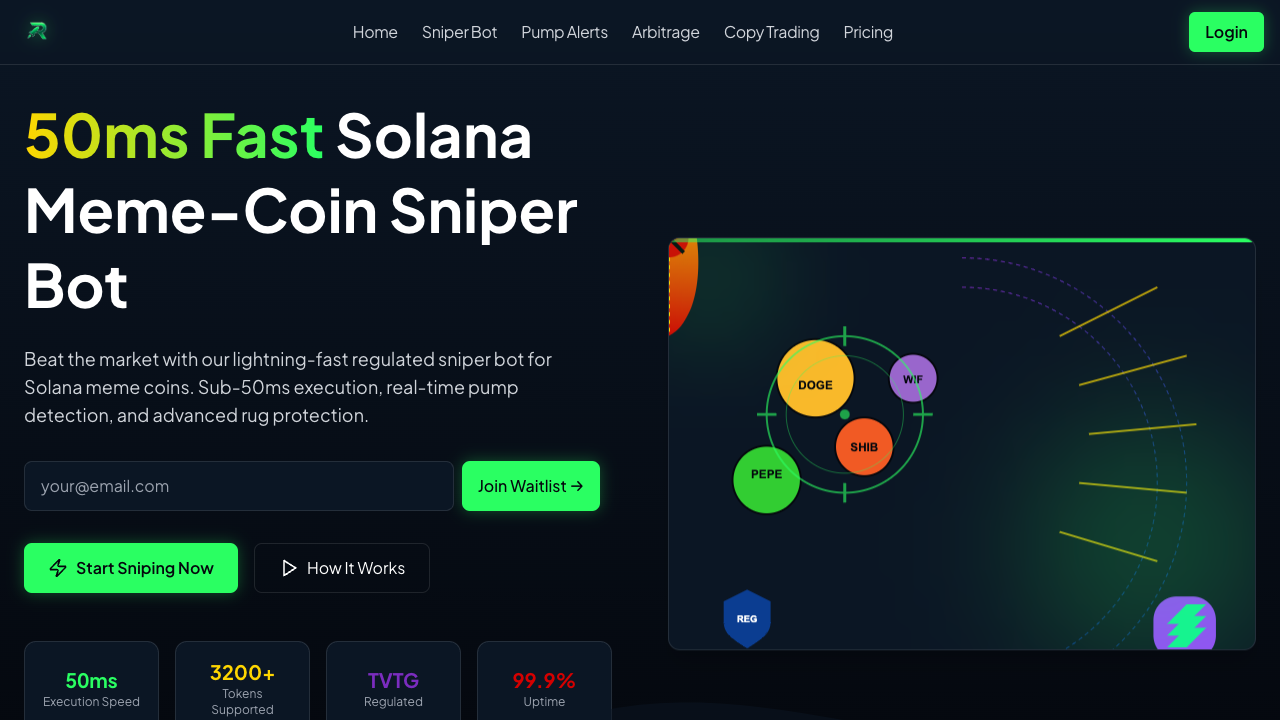 Home Sniper Bot Pump Alerts Arbitrage Copy Trading Pricing
Login
50ms Fast Solana
Meme-Coin Sniper
Bot
Beat the market with our lightning-fast regulated sniper bot for
Solana meme coins. Sub-50ms execution, real-time pump
detection, and advanced rug protection.
your@email.com
Join Waitlist →
Start Sniping Now
How It Works
50ms
Execution Speed
3200+
Tokens
Supported
TVTG
Regulated
99.9%
Uptime
DOGE
WIF
SHIB
PEPE
REG